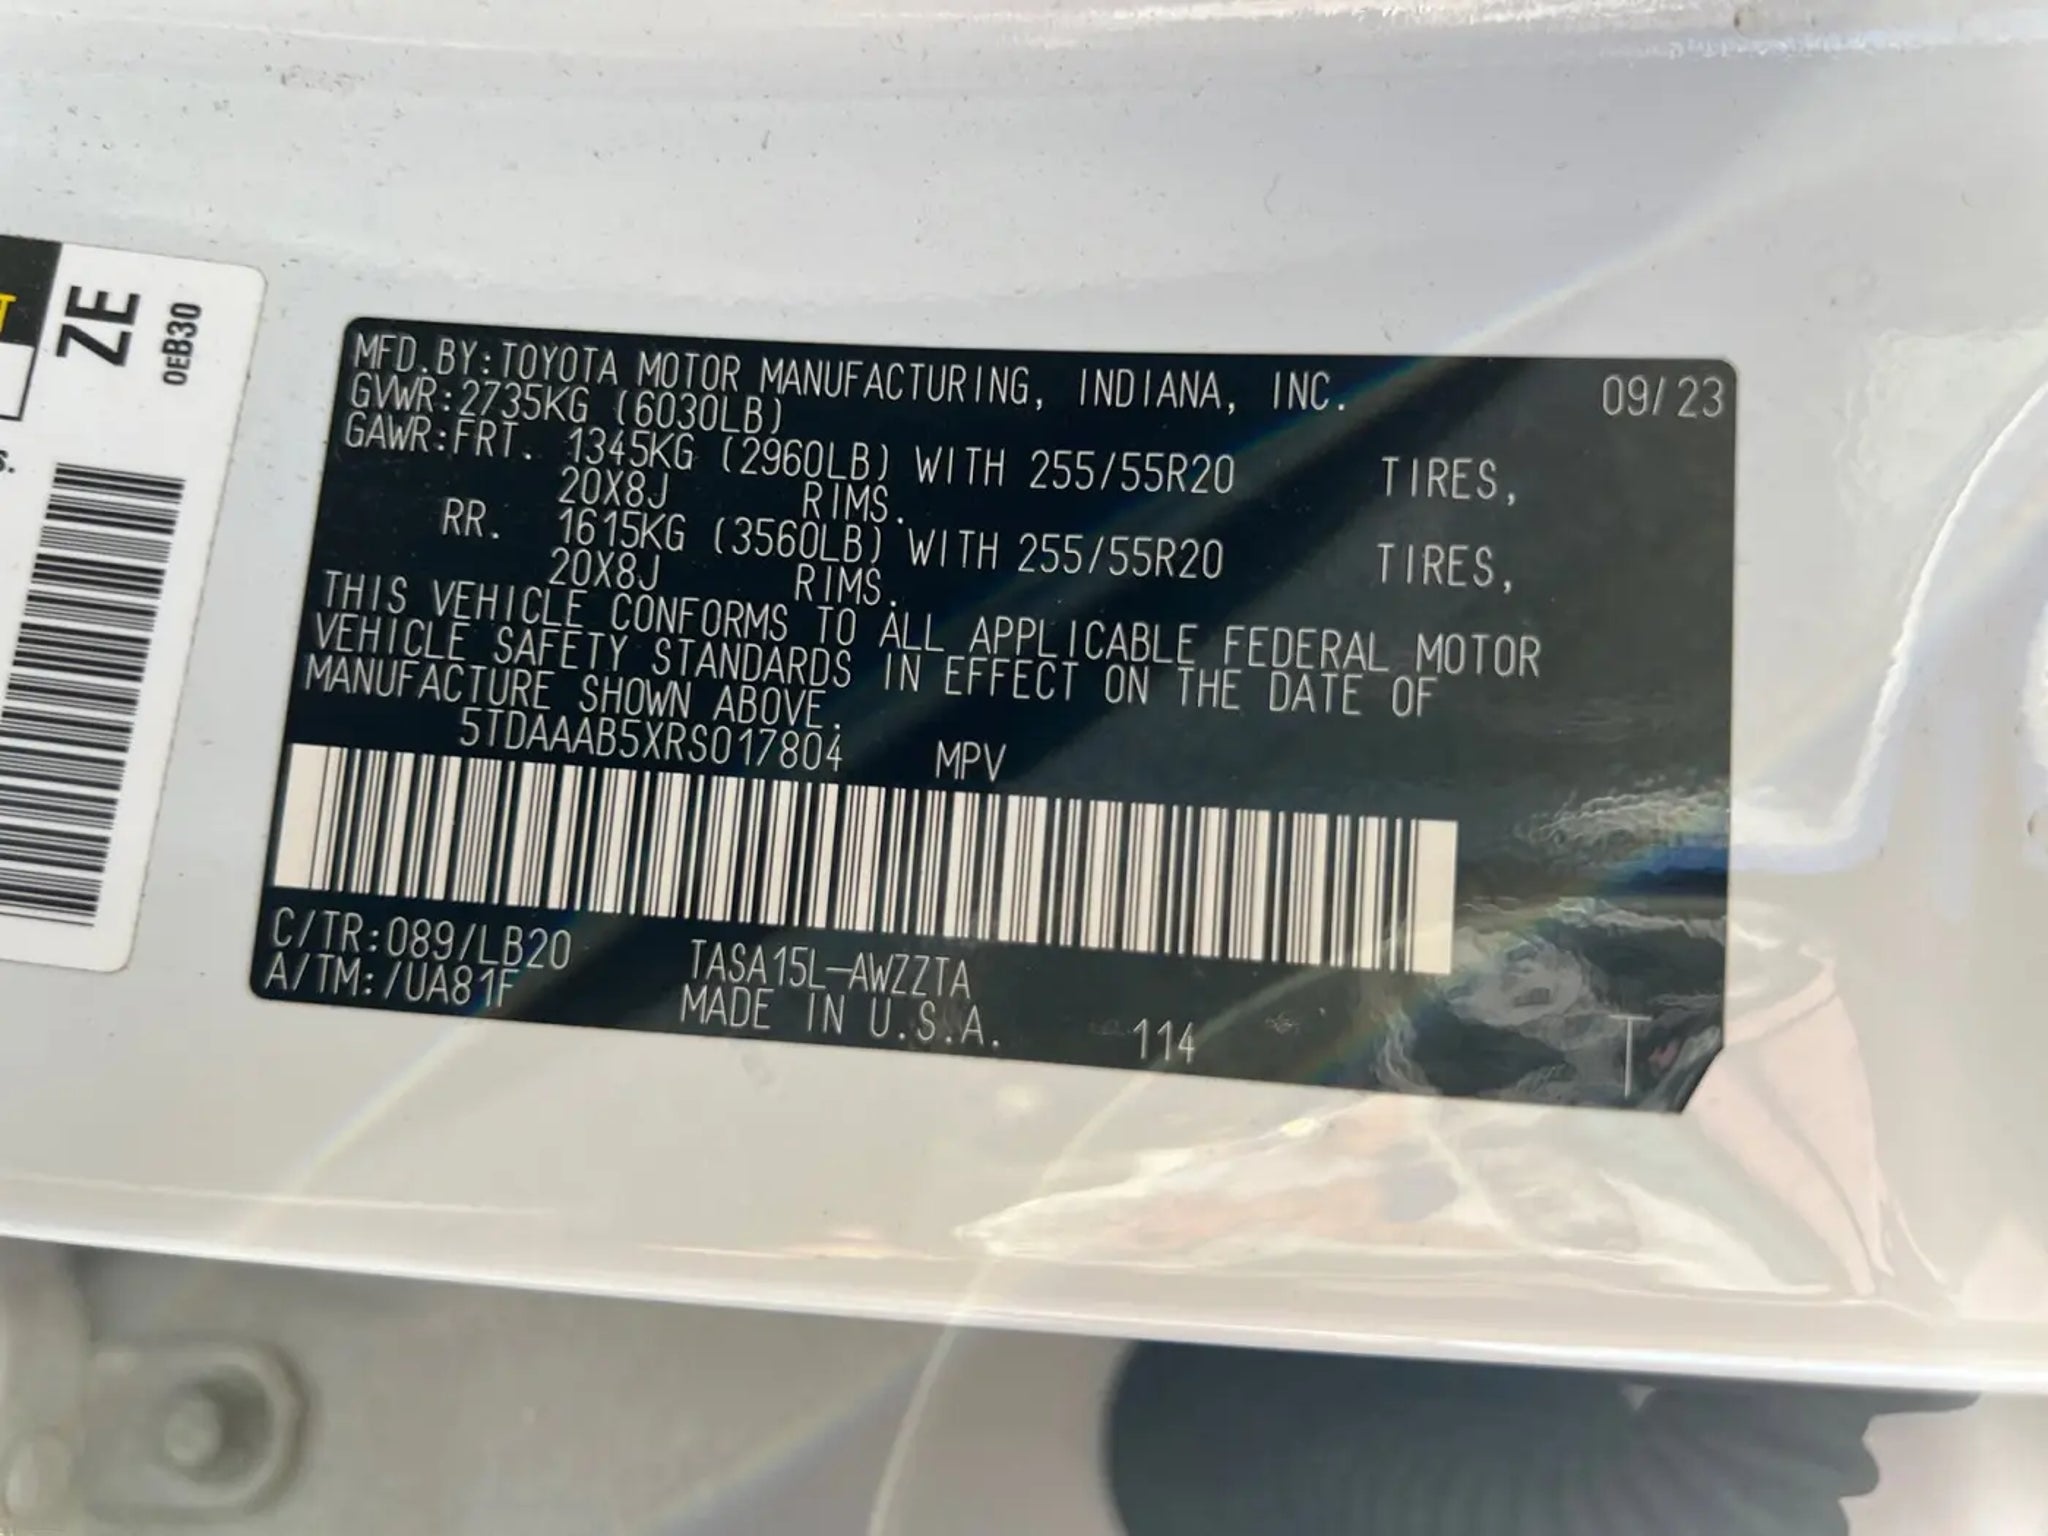 ZE
0EB30
S.
MFD.BY:TOYOTA MOTOR MANUFACTURING, INDIANA, INC. 09/23
GVWR:2735KG (6030LB)
GAWR:FRT. 1345KG (2960LB) WITH 255/55R20 TIRES,
20X8J RIMS.
RR. 1615KG (3560LB) WITH 255/55R20 TIRES,
20X8J RIMS.
THIS VEHICLE CONFORMS TO ALL APPLICABLE FEDERAL MOTOR
VEHICLE SAFETY STANDARDS IN EFFECT ON THE DATE OF
MANUFACTURE SHOWN ABOVE.
5TDAAAB5XRS017804 MPV
C/TR:089/LB20 TASA15L-AWZZTA
A/TM:/UA81F MADE IN U.S.A. 114 T